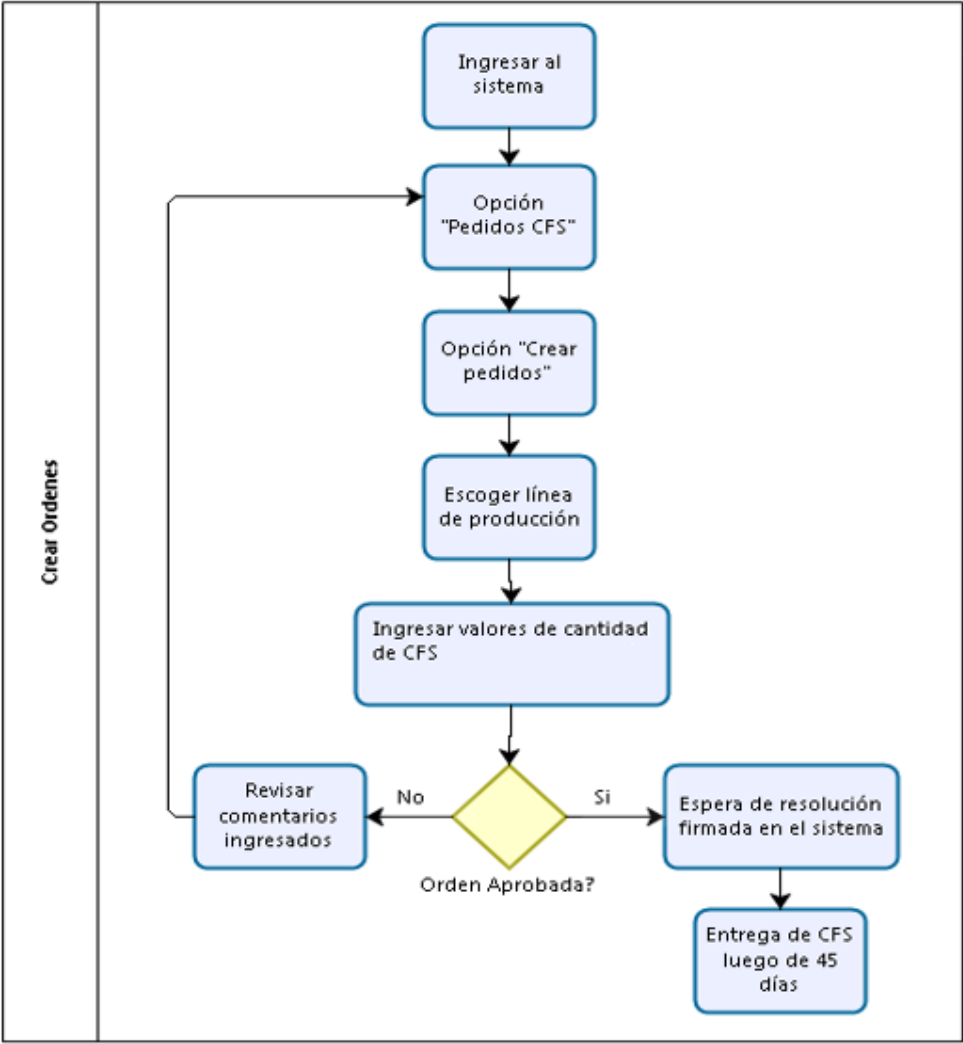 Crear Ordenes
Ingresar al
sistema
Opción
"Pedidos CFS"
Opción "Crear
pedidos"
Escoger línea
de producción
Ingresar valores de cantidad
de CFS
Revisar
comentarios
ingresados
No
Si
Orden Aprobada?
Espera de resolución
firmada en el sistema
Entrega de CFS
luego de 45
días